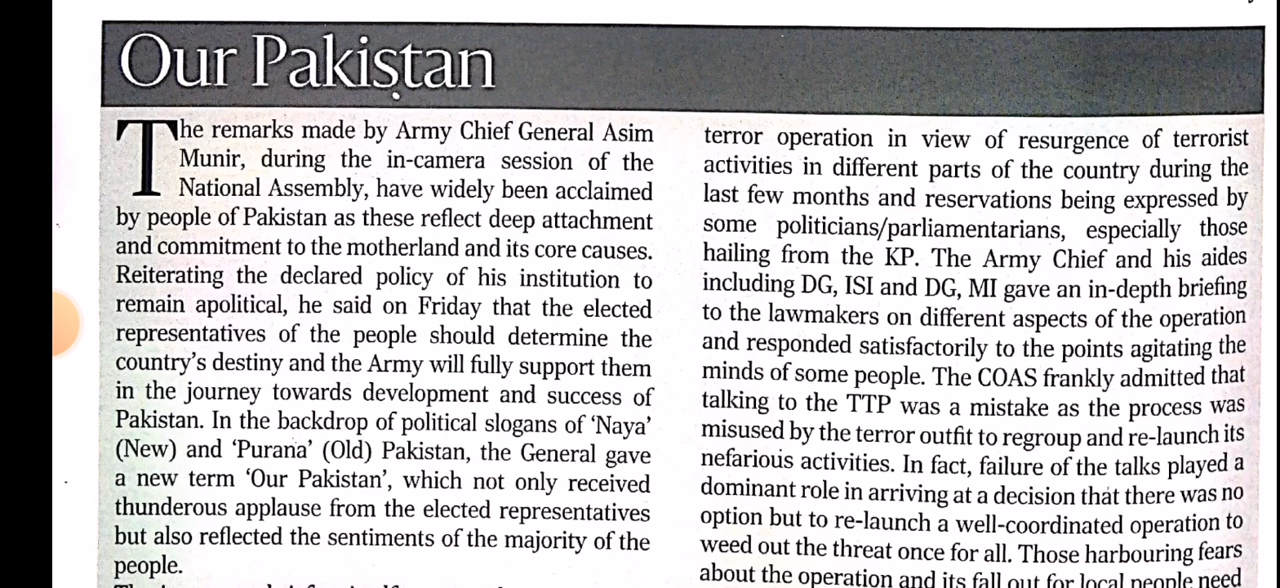 Our Pakistan
The remarks made by Army Chief General Asim
Munir, during the in-camera session of the
National Assembly, have widely been acclaimed
by people of Pakistan as these reflect deep attachment
and commitment to the motherland and its core causes.
Reiterating the declared policy of his institution to
remain apolitical, he said on Friday that the elected
representatives of the people should determine the
country's destiny and the Army will fully support them
in the journey towards development and success of
Pakistan. In the backdrop of political slogans of ‘Naya’
(New) and ‘Purana’ (Old) Pakistan, the General gave
a new term ‘Our Pakistan’, which not only received
thunderous applause from the elected representatives
but also reflected the sentiments of the majority of the
people.
terror operation in view of resurgence of terrorist
activities in different parts of the country during the
last few months and reservations being expressed by
some politicians/parliamentarians, especially those
hailing from the KP. The Army Chief and his aides
including DG, ISI and DG, MI gave an in-depth briefing
to the lawmakers on different aspects of the operation
and responded satisfactorily to the points agitating the
minds of some people. The COAS frankly admitted that
talking to the TTP was a mistake as the process was
misused by the terror outfit to regroup and re-launch its
nefarious activities. In fact, failure of the talks played a
dominant role in arriving at a decision that there was no
option but to re-launch a well-coordinated operation to
weed out the threat once for all. Those harbouring fears
about the operation and its fall out for local people need